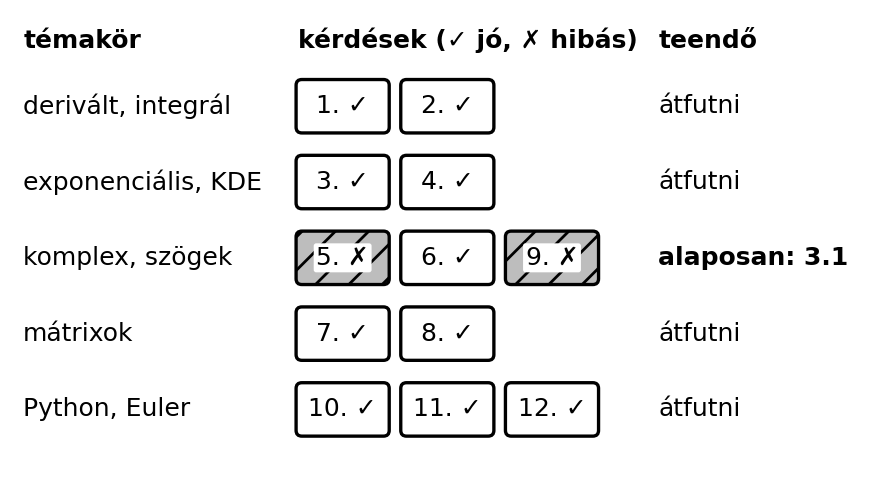 témakör kérdések (✓ jó, ✗ hibás) teendő
derivált, integrál 1. ✓ 2. ✓ átfutni
exponenciális, KDE 3. ✓ 4. ✓ átfutni
komplex, szögek 5. ✗ 6. ✓ 9. ✗ alaposan: 3.1
mátrixok 7. ✓ 8. ✓ átfutni
Python, Euler 10. ✓ 11. ✓ 12. ✓ átfutni